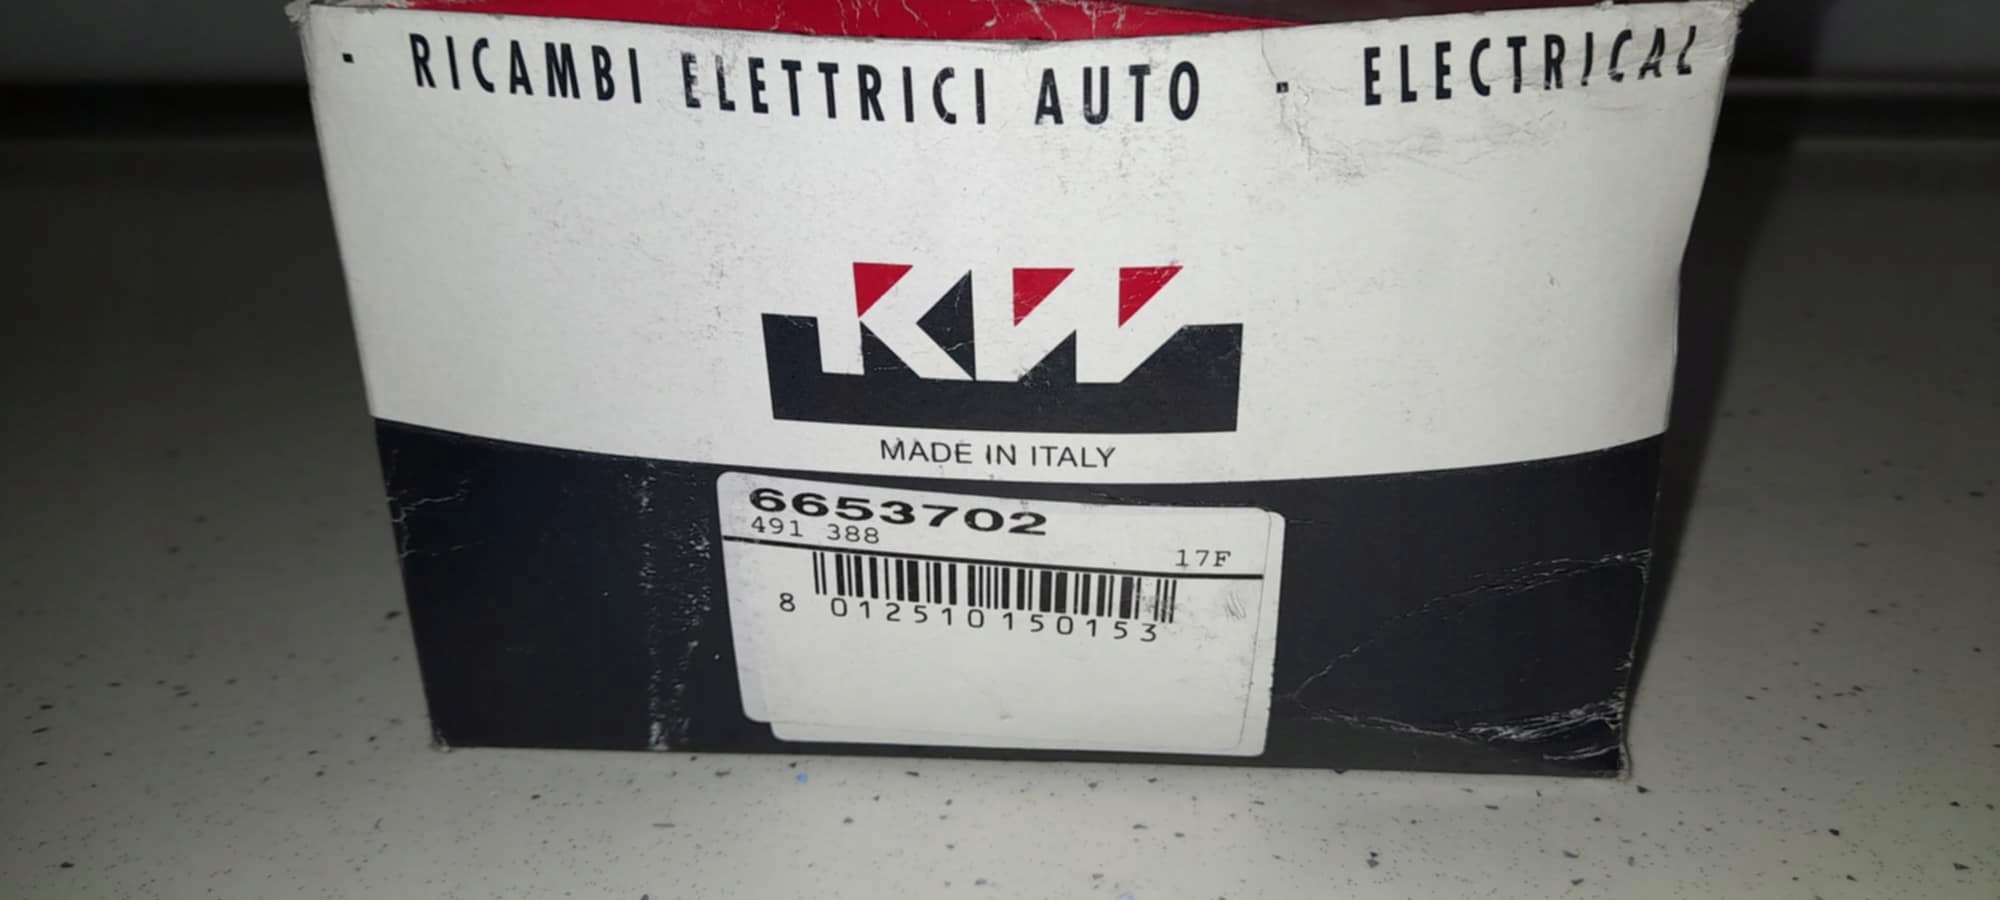 - RICAMBI ELETTRICI AUTO - ELECTRICAL
KW
MADE IN ITALY
6653702
491 388
17F
8 012510 150153